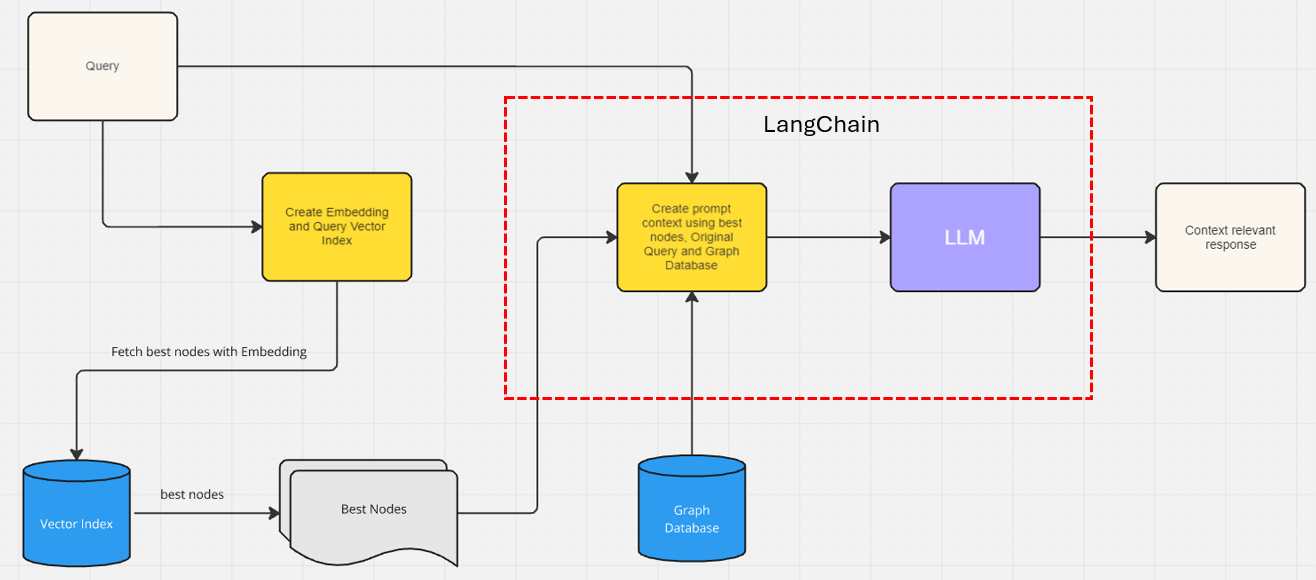 Query
LangChain
Create Embedding
and Query Vector
Index
Create prompt
context using best
nodes, Original
Query and Graph
Database
LLM
Context relevant
response
Fetch best nodes with Embedding
best nodes
Vector Index
Best Nodes
Graph
Database